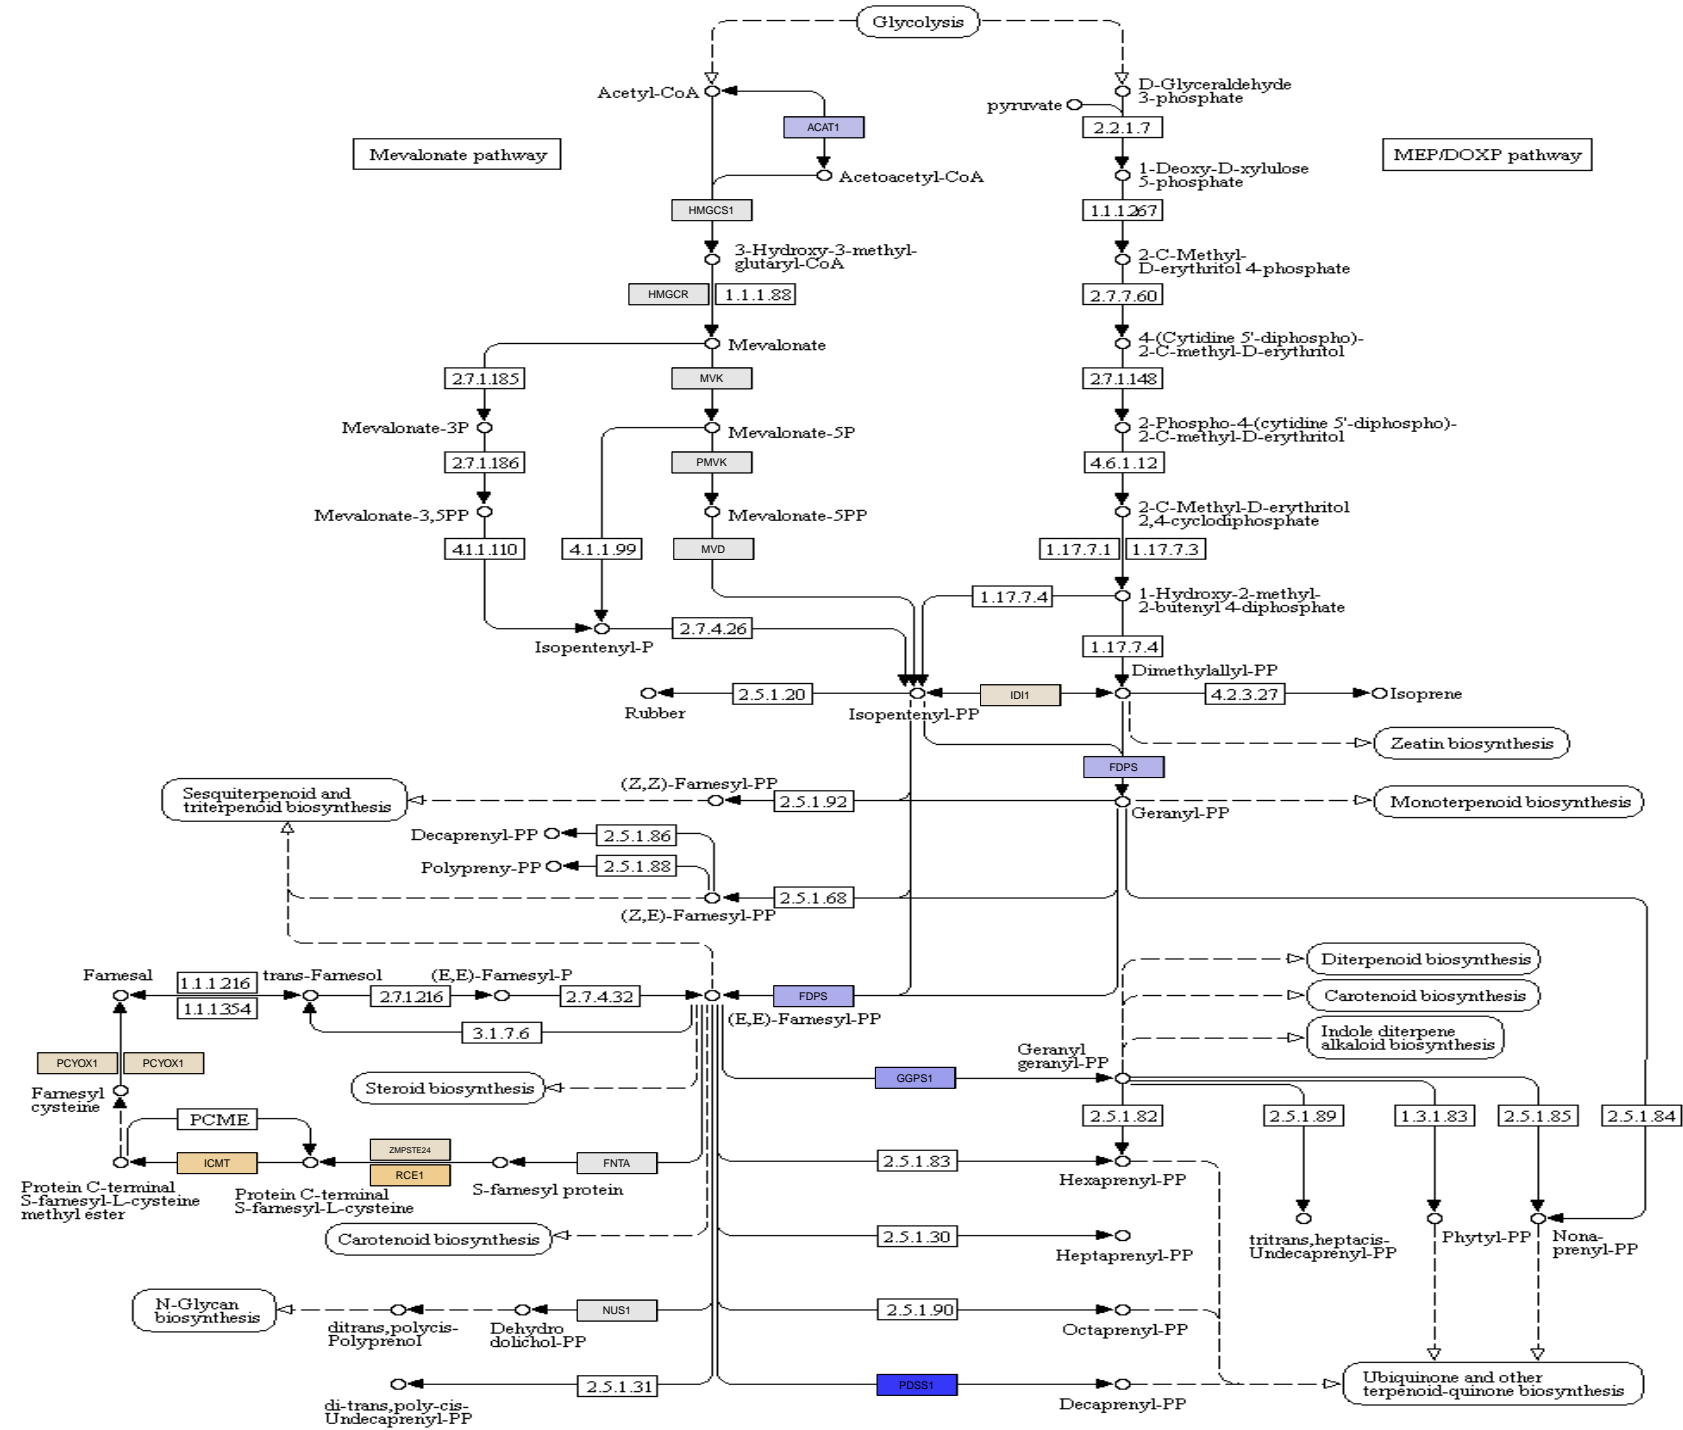 Glycolysis
Acetyl-CoA
pyruvate
D-Glyceraldehyde
3-phosphate
ACAT1
2.2.1.7
Mevalonate pathway
MEP/DOXP pathway
Acetoacetyl-CoA
1-Deoxy-D-xylulose
5-phosphate
HMGCS1
1.1.1.267
3-Hydroxy-3-methyl-
glutaryl-CoA
2-C-Methyl-
D-erythritol 4-phosphate
HMGCR
1.1.1.88
2.7.7.60
Mevalonate
4-(Cytidine 5'-diphospho)-
2-C-methyl-D-erythritol
2.7.1.185
MVK
2.7.1.148
Mevalonate-3P
Mevalonate-5P
2-Phospho-4-(cytidine 5'-diphospho)-
2-C-methyl-D-erythritol
2.7.1.186
PMVK
4.6.1.12
Mevalonate-3,5PP
Mevalonate-5PP
2-C-Methyl-D-erythritol
2,4-cyclodiphosphate
4.1.1.110
4.1.1.99
MVD
1.17.7.1
1.17.7.3
1.17.7.4
1-Hydroxy-2-methyl-
2-butenyl 4-diphosphate
2.7.4.26
Isopentenyl-P
1.17.7.4
Dimethylallyl-PP
2.5.1.20
IDI1
4.2.3.27
Isoprene
Rubber
Isopentenyl-PP
Zeatin biosynthesis
FDPS
(Z,Z)-Farnesyl-PP
Sesquiterpenoid and
triterpenoid biosynthesis
2.5.1.92
Monoterpenoid biosynthesis
Geranyl-PP
Decaprenyl-PP
2.5.1.86
Polypreny-PP
2.5.1.88
2.5.1.68
(Z,E)-Farnesyl-PP
Diterpenoid biosynthesis
Farnesal
1.1.1.216
trans-Farnesol
(E,E)-Farnesyl-P
2.7.1.216
2.7.4.32
FDPS
Carotenoid biosynthesis
1.1.1.354
(E,E)-Farnesyl-PP
3.1.7.6
Indole diterpene
alkaloid biosynthesis
Geranyl
geranyl-PP
PCYOX1
PCYOX1
GGPS1
Farnesyl
cysteine
Steroid biosynthesis
PCME
2.5.1.82
2.5.1.89
1.3.1.83
2.5.1.85
2.5.1.84
ZMPSTE24
ICMT
RCE1
FNTA
2.5.1.83
Hexaprenyl-PP
Protein C-terminal
S-farnesyl-L-cysteine
methyl ester
Protein C-terminal
S-farnesyl-L-cysteine
S-farnesyl protein
Carotenoid biosynthesis
2.5.1.30
Heptaprenyl-PP
tritrans,heptacis-
Undecaprenyl-PP
Phytyl-PP
Nona-
prenyl-PP
N-Glycan
biosynthesis
NUS1
2.5.1.90
ditrans,polycis-
Polyprenol
Dehydro
dolichol-PP
Octaprenyl-PP
2.5.1.31
PDSS1
Decaprenyl-PP
Ubiquinone and other
terpenoid-quinone biosynthesis
di-trans,poly-cis-
Undecaprenyl-PP